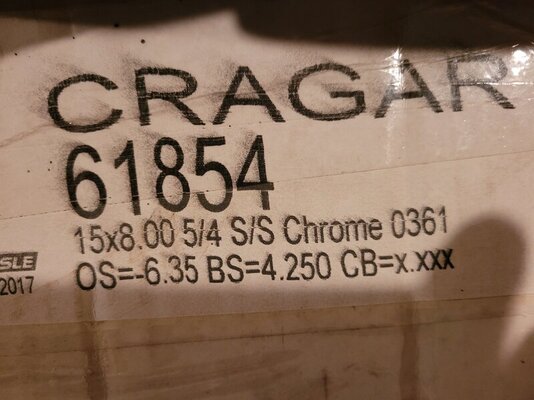 CRAGAR
61854
15x8.00 5/4 S/S Chrome 0361
OS=-6.35 BS=4.250 CB=x.xxx
SLE
2017